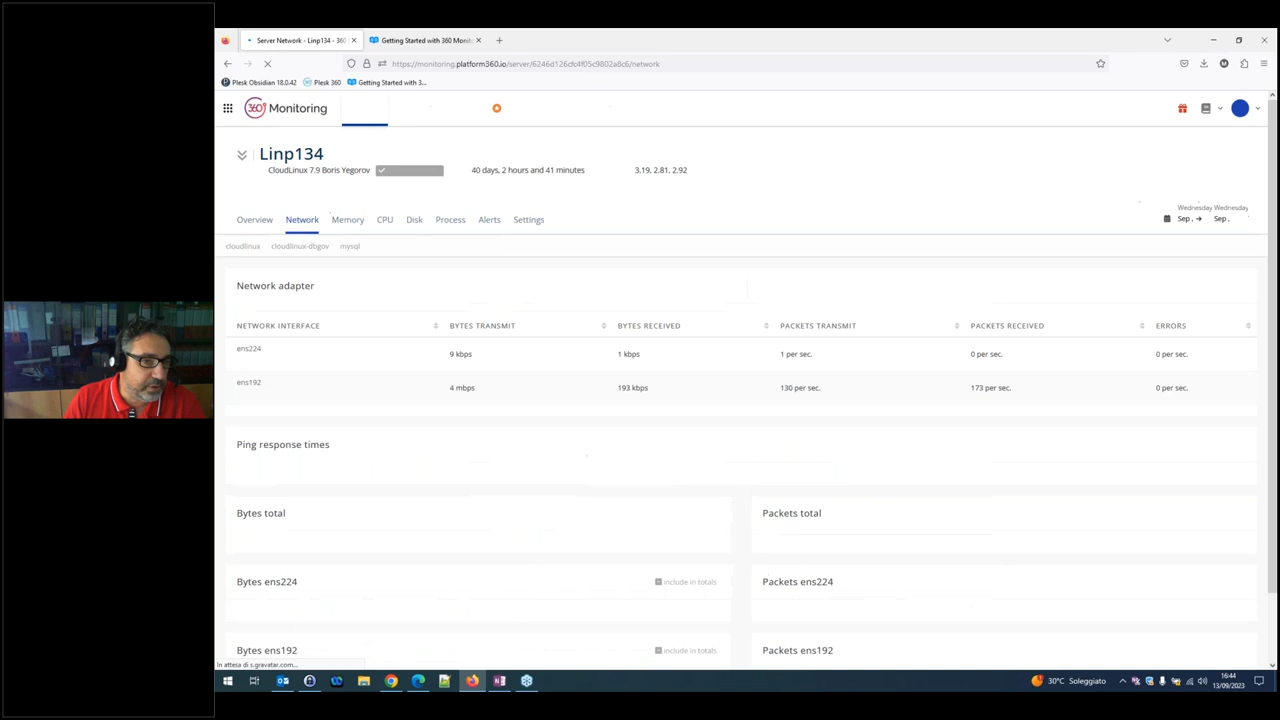 Server Network - Linp134 - 360
Getting Started with 360 Monito
https://monitoring.platform360.io/server/6246d126cfc4f05c9802a8c6/network
Plesk Obsidian 18.0.42 Plesk 360 Getting Started with 3...
360 Monitoring
Linp134
CloudLinux 7.9 Boris Yegorov 40 days, 2 hours and 41 minutes 3.19, 2.81, 2.92
Overview Network Memory CPU Disk Process Alerts Settings
Wednesday Wednesday
Sep , → Sep ,
cloudlinux cloudlinux-dbgov mysql
Network adapter
NETWORK INTERFACE BYTES TRANSMIT BYTES RECEIVED PACKETS TRANSMIT PACKETS RECEIVED ERRORS
ens224 9 kbps 1 kbps 1 per sec. 0 per sec. 0 per sec.
ens192 4 mbps 193 kbps 130 per sec. 173 per sec. 0 per sec.
Ping response times
Bytes total Packets total
Bytes ens224 include in totals Packets ens224
Bytes ens192 include in totals Packets ens192
In attesa di s.gravatar.com...
30°C Soleggiato
16:44
13/09/2023